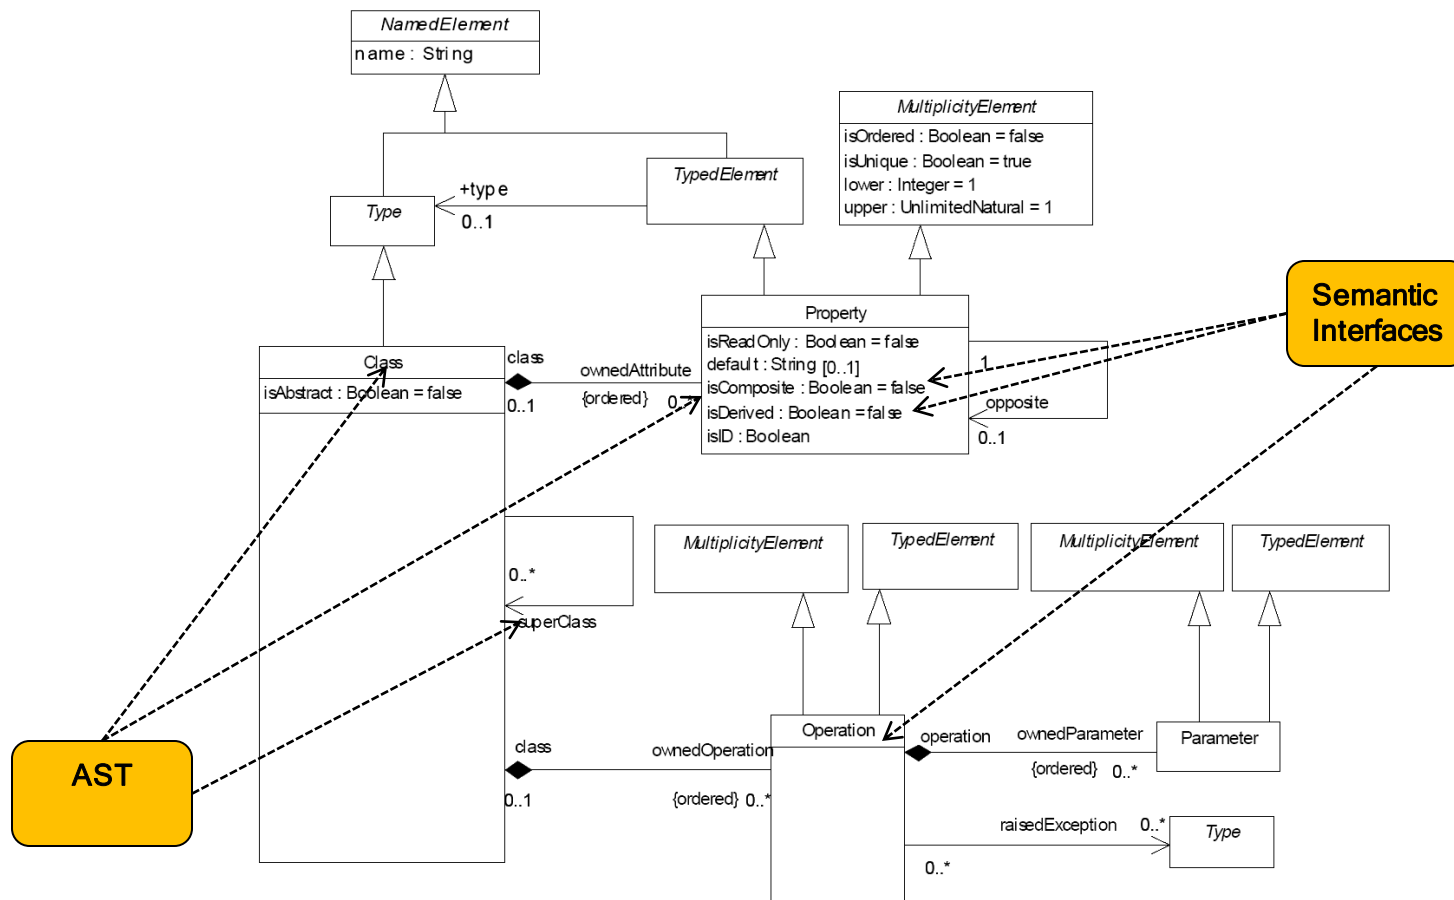 NamedElement
name : String
MultiplicityElement
isOrdered : Boolean = false
isUnique : Boolean = true
lower : Integer = 1
upper : UnlimitedNatural = 1
TypedElement
+type
0..1
Type
Semantic
Interfaces
Property
isReadOnly : Boolean = false
default : String [0..1]
isComposite : Boolean = false
isDerived : Boolean = false
isID : Boolean
1
opposite
0..1
Class
isAbstract : Boolean = false
class
0..1
ownedAttribute
{ordered} 0..*
0..*
superClass
MultiplicityElement
TypedElement
MultiplicityElement
TypedElement
AST
class
0..1
ownedOperation
{ordered} 0..*
Operation
operation
ownedParameter
{ordered} 0..*
Parameter
raisedException
0..*
0..*
Type